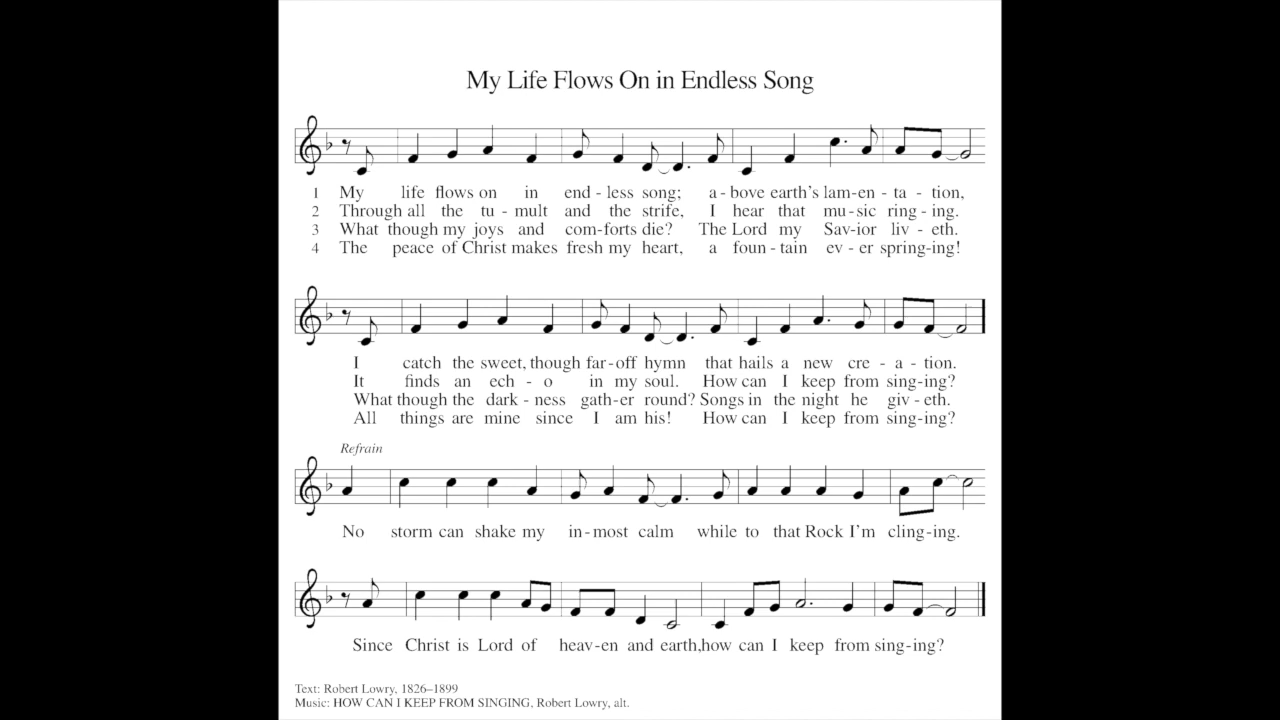 My Life Flows On in Endless Song
1 My life flows on in end - less song; a - bove earth's lam - en - ta - tion,
2 Through all the tu - mult and the strife, I hear that mu - sic ring - ing.
3 What though my joys and com - forts die? The Lord my Sav - ior liv - eth.
4 The peace of Christ makes fresh my heart, a foun - tain ev - er spring - ing!
I catch the sweet, though far - off hymn that hails a new cre - a - tion.
It finds an ech - o in my soul. How can I keep from sing - ing?
What though the dark - ness gath - er round? Songs in the night he giv - eth.
All things are mine since I am his! How can I keep from sing - ing?
Refrain
No storm can shake my in - most calm while to that Rock I'm cling - ing.
Since Christ is Lord of heav - en and earth, how can I keep from sing - ing?
Text: Robert Lowry, 1826–1899
Music: HOW CAN I KEEP FROM SINGING, Robert Lowry, alt.